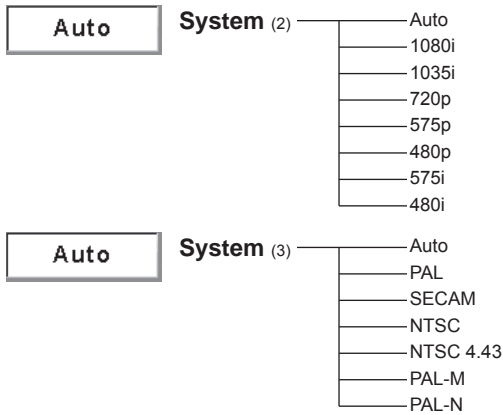 Auto
System (2)
Auto
1080i
1035i
720p
575p
480p
575i
480i
Auto
System (3)
Auto
PAL
SECAM
NTSC
NTSC 4.43
PAL-M
PAL-N